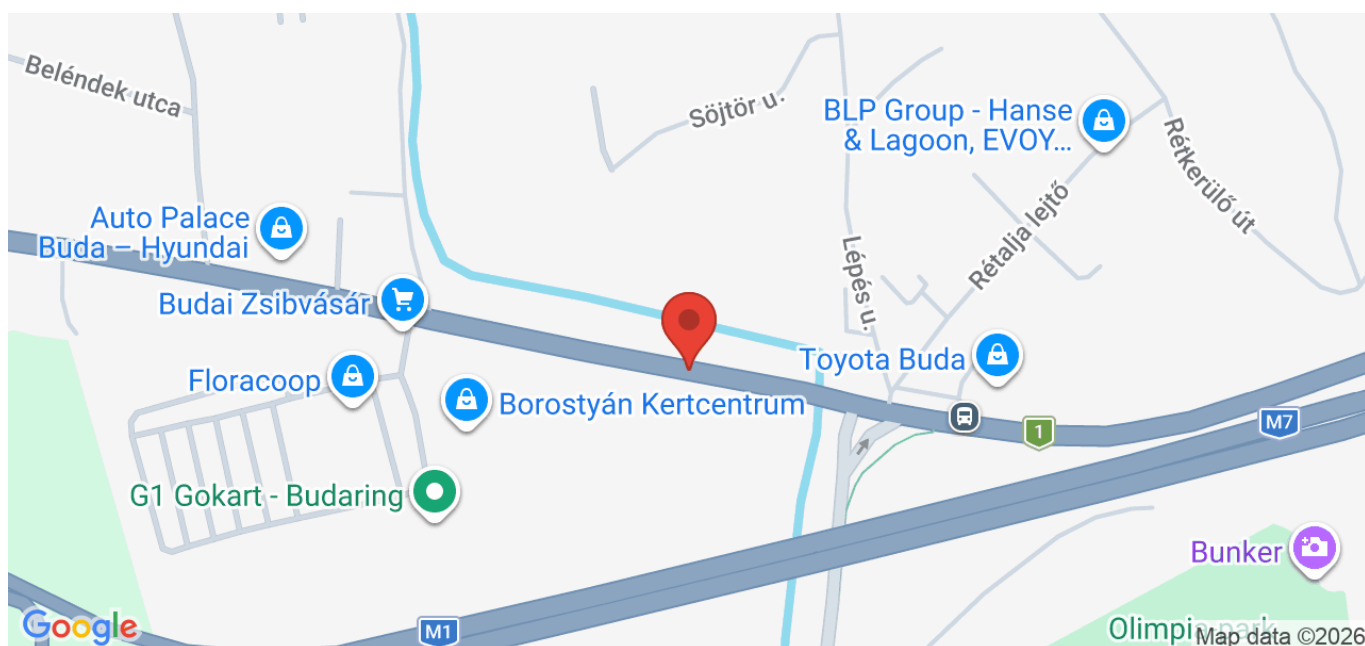 Beléndek utca
Söjtör u.
BLP Group - Hanse
& Lagoon, EVOY...
Rétkerülő út
Auto Palace
Buda – Hyundai
Lépés u.
Rétalja lejtő
Budai Zsibvásár
Toyota Buda
Floracoop
Borostyán Kertcentrum
1
M7
G1 Gokart - Budaring
Bunker
Google
M1
Olimpia park
Map data ©2026